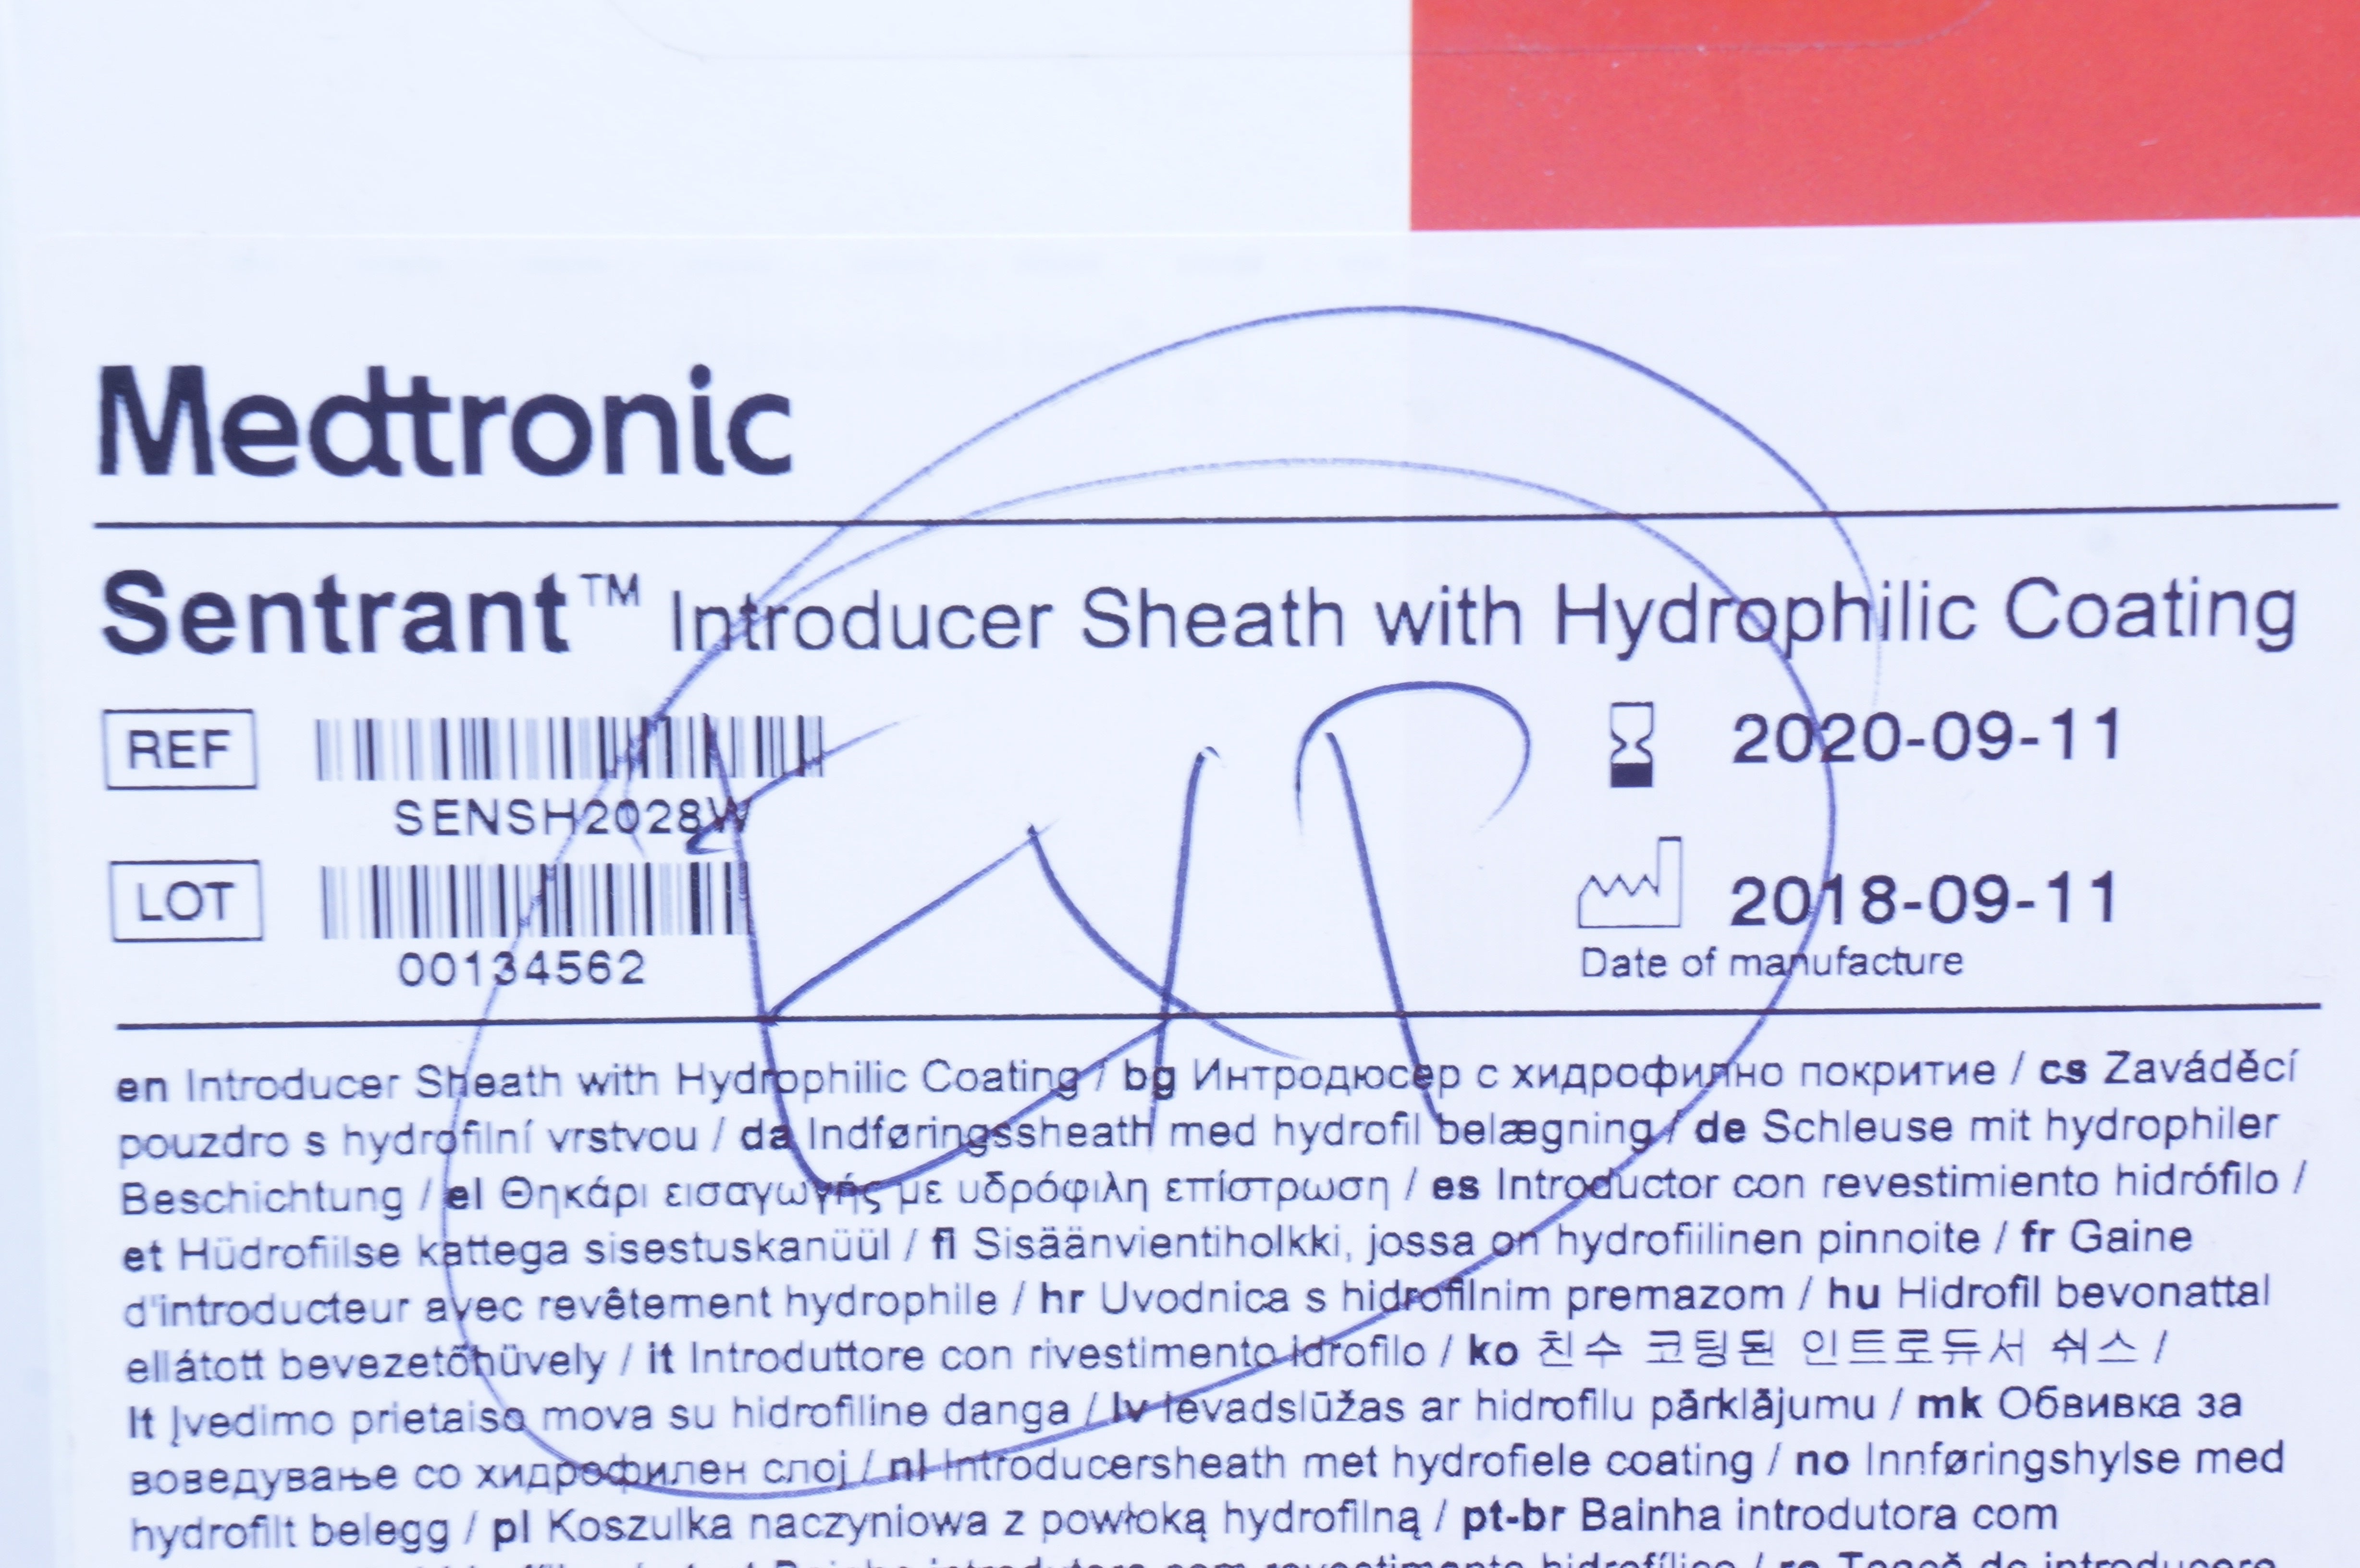 Medtronic
Sentrant™ Introducer Sheath with Hydrophilic Coating
REF
SENSH2028W
2020-09-11
LOT
00134562
2018-09-11
Date of manufacture
EXP
en Introducer Sheath with Hydrophilic Coating / bg Интродюсер с хидрофилно покритие / cs Zaváděcí
pouzdro s hydrofilní vrstvou / da Indføringssheath med hydrofil belægning / de Schleuse mit hydrophiler
Beschichtung / el Θηκάρι εισαγωγής με υδρόφιλη επίστρωση / es Introductor con revestimiento hidrófilo /
et Hüdrofiilse kattega sisestuskanüül / fi Sisäänvientiholkki, jossa on hydrofiilinen pinnoite / fr Gaine
d'introducteur avec revêtement hydrophile / hr Uvodnica s hidrofilnim premazom / hu Hidrofil bevonattal
ellátott bevezetőhüvely / it Introduttore con rivestimento idrofilo / ko 친수 코팅된 인트로듀서 쉬스 /
lt Įvedimo prietaiso mova su hidrofiline danga / lv Ievadslūžas ar hidrofilu pārklājumu / mk Обвивка за
воведување со хидрофилен слој / nl Introducersheath met hydrofiele coating / no Innføringshylse med
hydrofilt belegg / pl Koszulka naczyniowa z powłoką hydrofilną / pt-br Bainha introdutora com